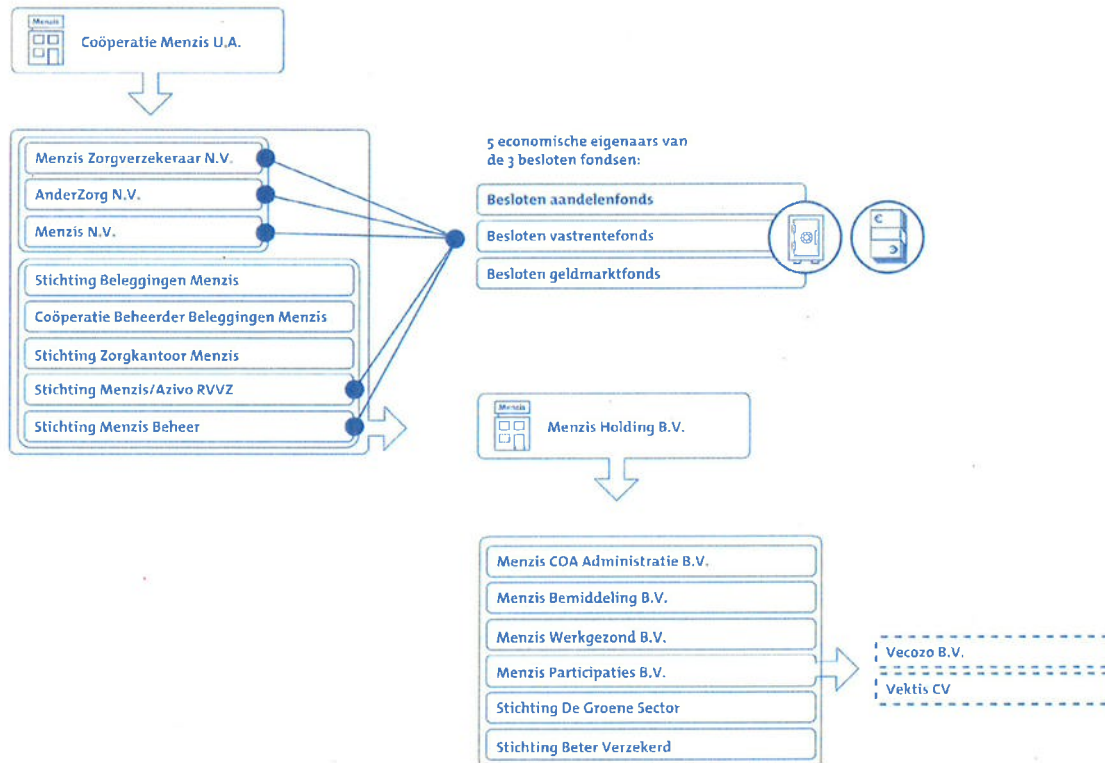 Menzis
Coöperatie Menzis U.A.
Menzis Zorgverzekeraar N.V.
AnderZorg N.V.
Menzis N.V.
Stichting Beleggingen Menzis
Coöperatie Beheerder Beleggingen Menzis
Stichting Zorgkantoor Menzis
Stichting Menzis/Azivo RVVZ
Stichting Menzis Beheer
5 economische eigenaars van
de 3 besloten fondsen:
Besloten aandelenfonds
Besloten vastrentefonds
Besloten geldmarktfonds
€
€
Menzis
Menzis Holding B.V.
Menzis COA Administratie B.V.
Menzis Bemiddeling B.V.
Menzis Werkgezond B.V.
Menzis Participaties B.V.
Stichting De Groene Sector
Stichting Beter Verzekerd
Vecozo B.V.
Vektis CV